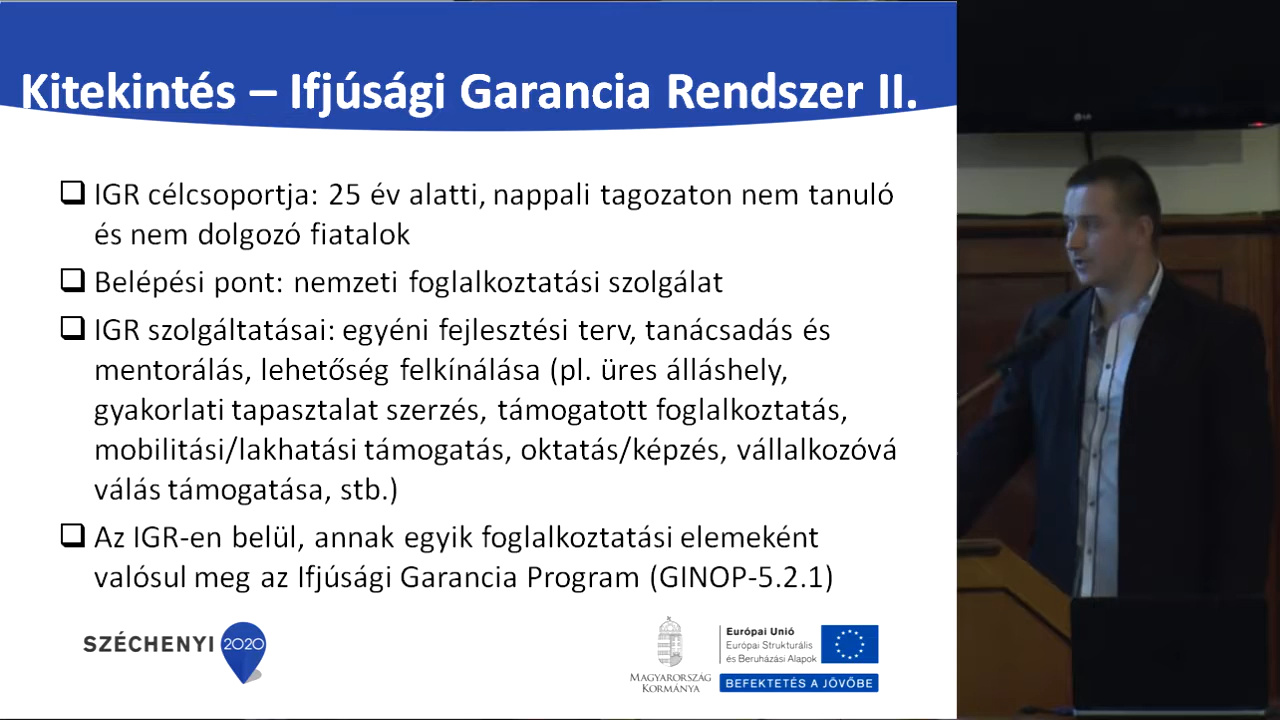 Kitekintés – Ifjúsági Garancia Rendszer II.
IGR célcsoportja: 25 év alatti, nappali tagozaton nem tanuló
és nem dolgozó fiatalok
Belépési pont: nemzeti foglalkoztatási szolgálat
IGR szolgáltatásai: egyéni fejlesztési terv, tanácsadás és
mentorálás, lehetőség felkínálása (pl. üres álláshely,
gyakorlati tapasztalat szerzés, támogatott foglalkoztatás,
mobilitási/lakhatási támogatás, oktatás/képzés, vállalkozóvá
válás támogatása, stb.)
Az IGR-en belül, annak egyik foglalkoztatási elemeként
valósul meg az Ifjúsági Garancia Program (GINOP-5.2.1)
SZÉCHENYI 2020
MAGYARORSZÁG
KORMÁNYA
Európai Unió
Európai Strukturális
és Beruházási Alapok
BEFEKTETÉS A JÖVŐBE
LG